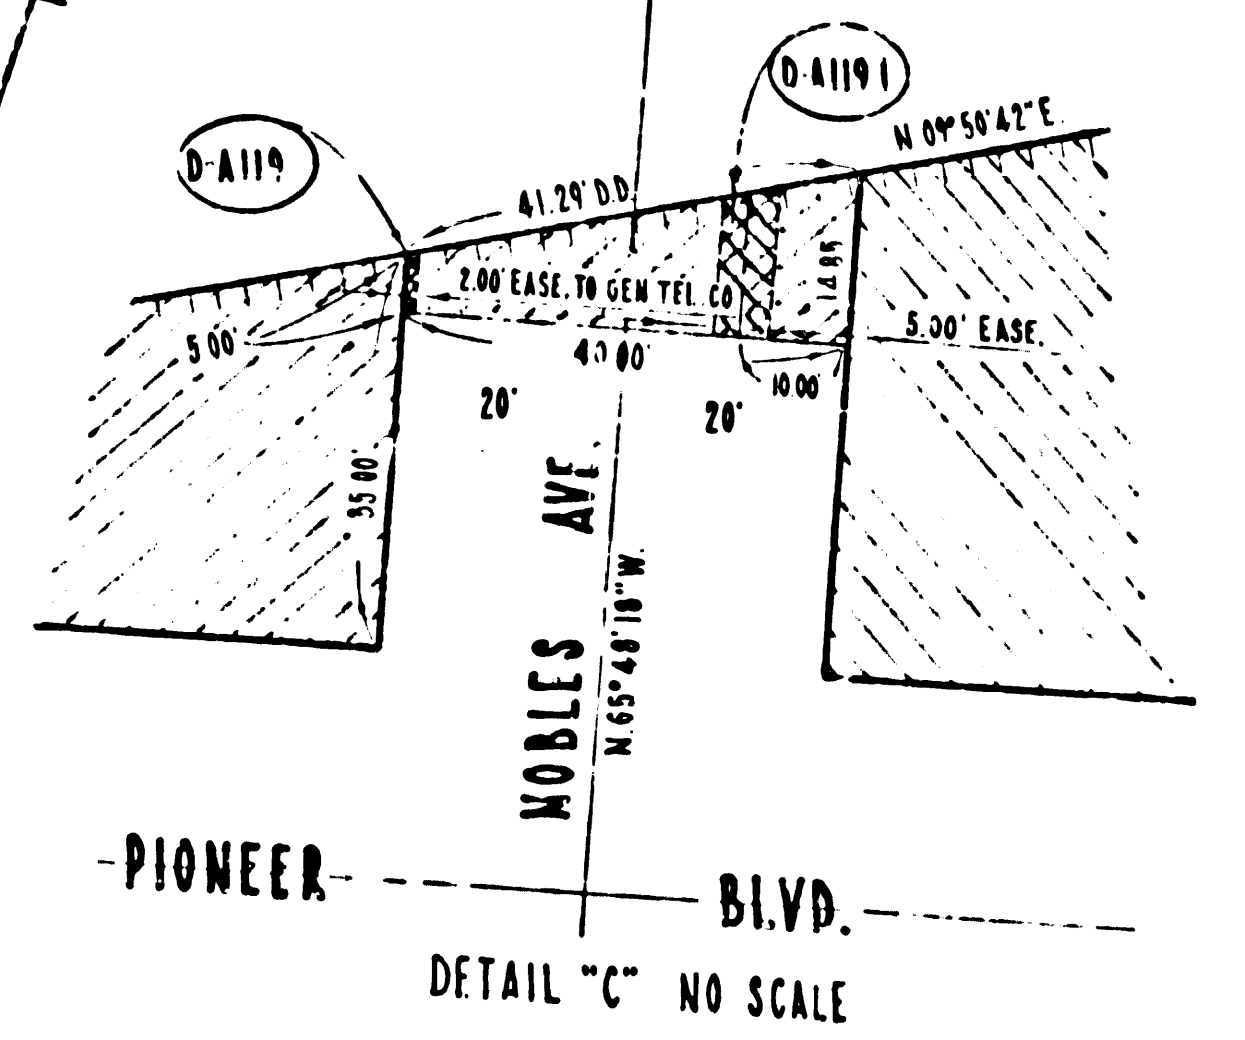 D-A1191
N 09°50'42"E.
D-A119
41.29' D.D.
2.00' EASE. TO GEN TEL. CO
14.85
5.00' EASE.
5.00'
40.00'
10.00
20'
20'
35.00'
NOBLES AVE.
N.65°48'18"W.
PIONEER BLVD.
DETAIL "C" NO SCALE